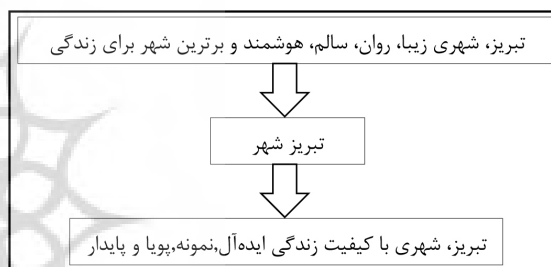 تبریز، شهری زیبا، روان، سالم، هوشمند و برترین شهر برای زندگی
تبریز شهر
تبریز، شهری با کیفیت زندگی ایده‌آل,نمونه,پویا و پایدار